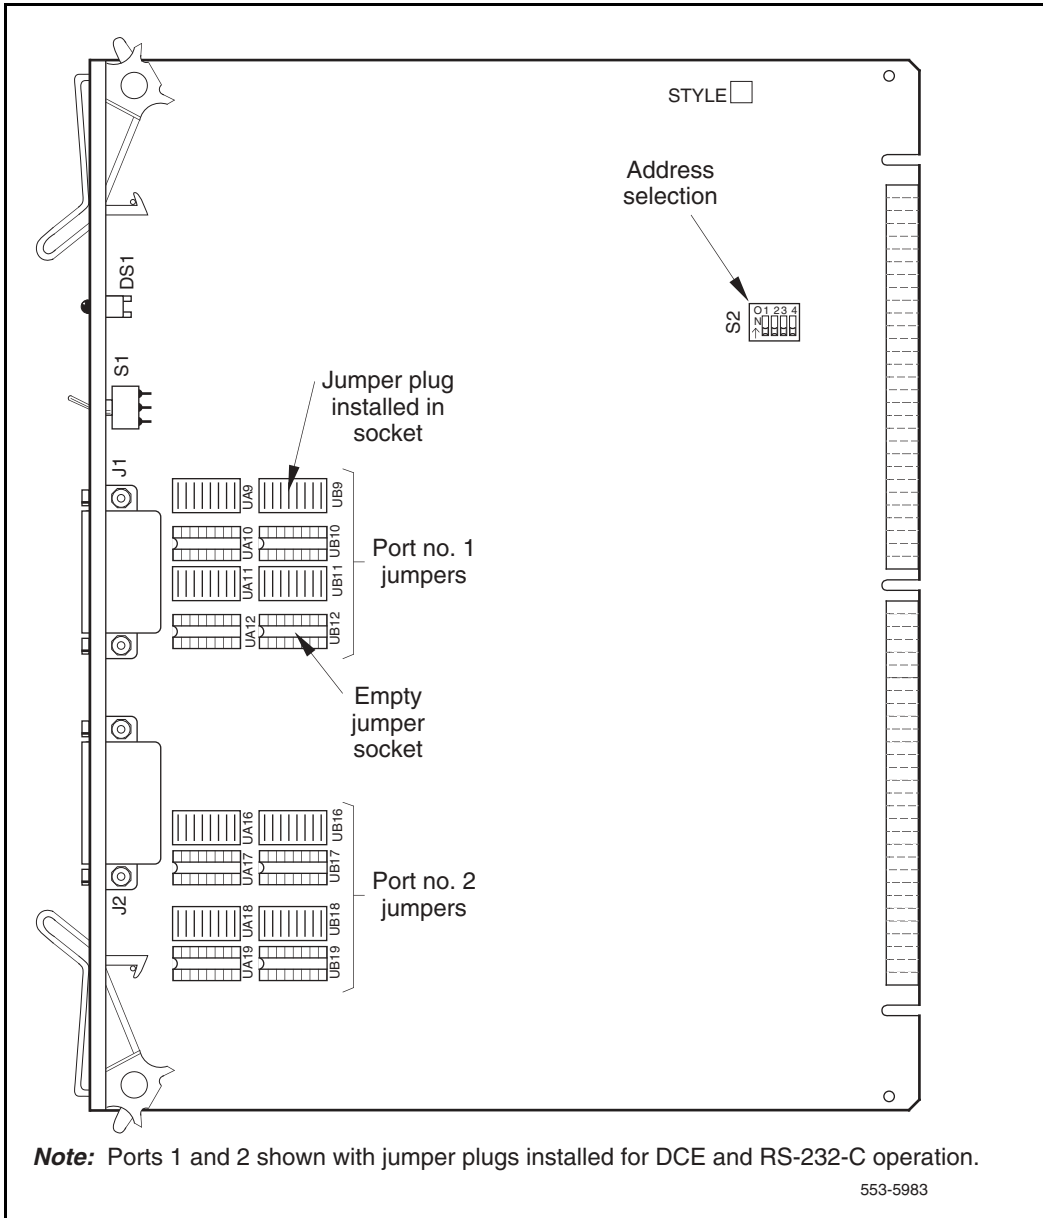 STYLE
Address
selection
DS1
S2
O 1 2 3 4
N
S1
Jumper plug
installed in
socket
J1
UA9
UB9
UA10
UB10
Port no. 1
jumpers
UA11
UB11
UA12
UB12
Empty
jumper
socket
UA16
UB16
UA17
UB17
Port no. 2
jumpers
J2
UA18
UB18
UA19
UB19
Note: Ports 1 and 2 shown with jumper plugs installed for DCE and RS-232-C operation.
553-5983